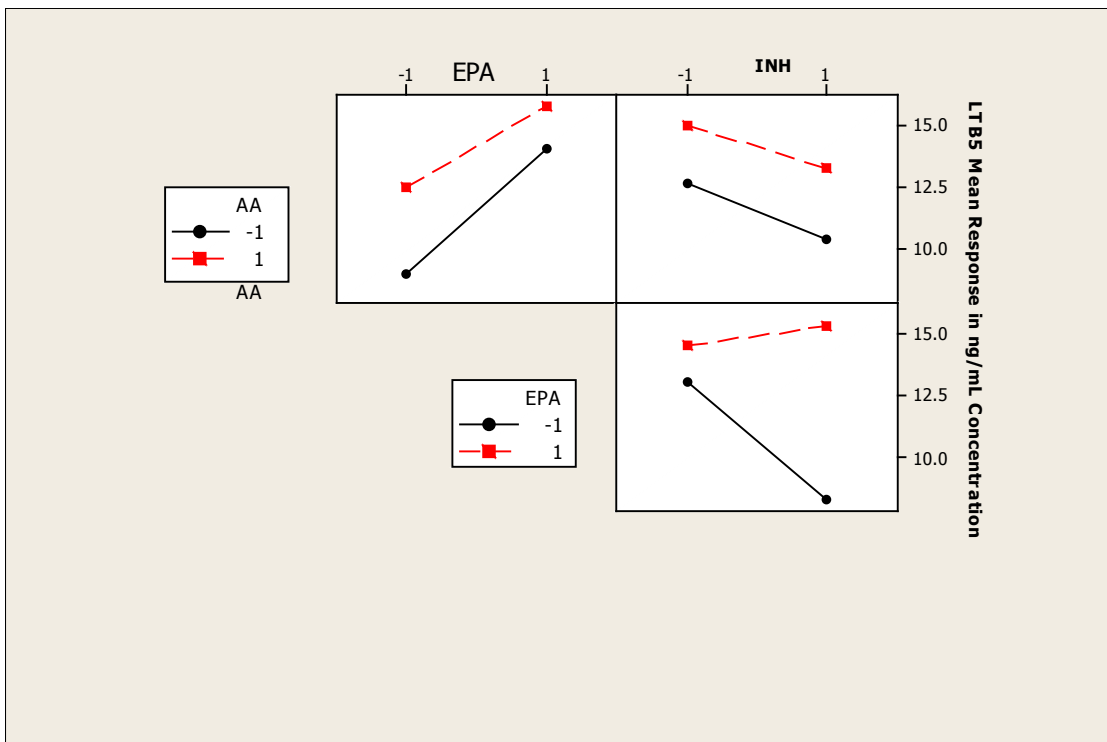 -1 EPA 1 -1 INH 1
AA
-1
1
AA
15.0
12.5
10.0
EPA
-1
1
15.0
12.5
10.0
LTB5 Mean Response in ng/mL Concentration